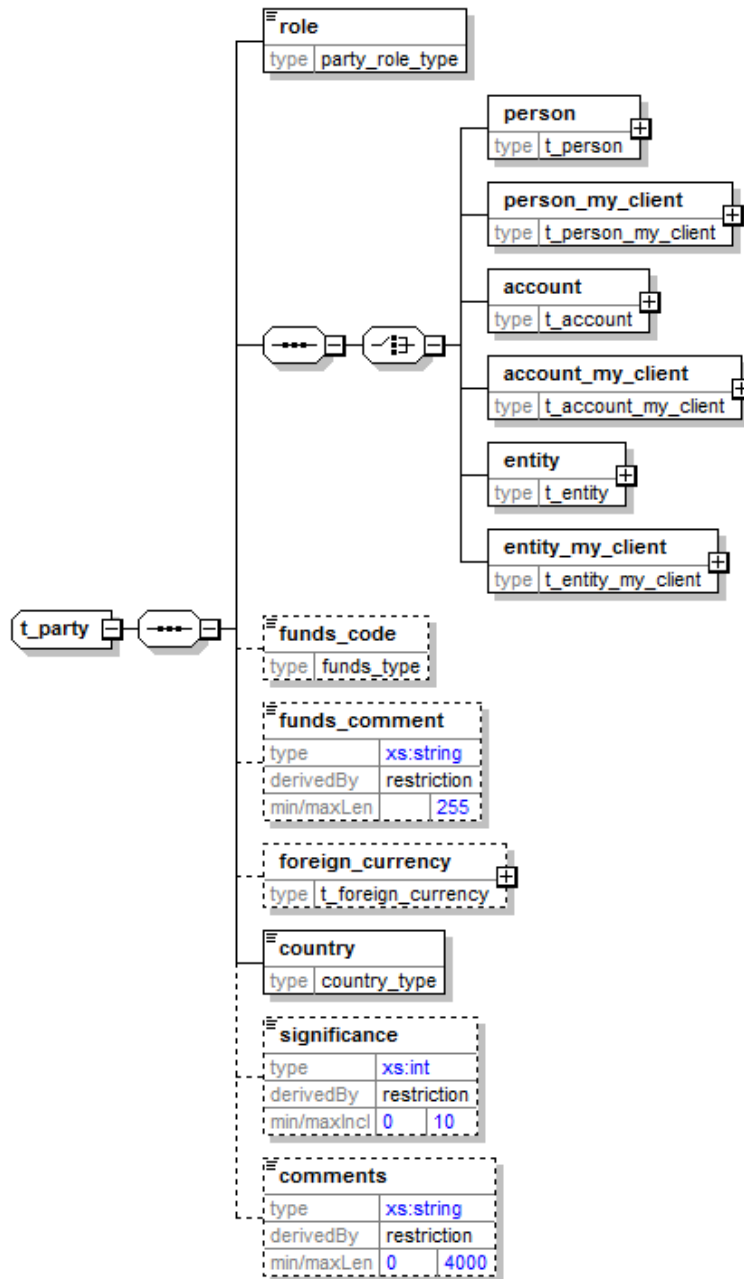 role
type party_role_type
person
type t_person
person_my_client
type t_person_my_client
account
type t_account
account_my_client
type t_account_my_client
entity
type t_entity
entity_my_client
type t_entity_my_client
t_party
funds_code
type funds_type
funds_comment
type xs:string
derivedBy restriction
min/maxLen 255
foreign_currency
type t_foreign_currency
country
type country_type
significance
type xs:int
derivedBy restriction
min/maxIncl 0 10
comments
type xs:string
derivedBy restriction
min/maxLen 0 4000